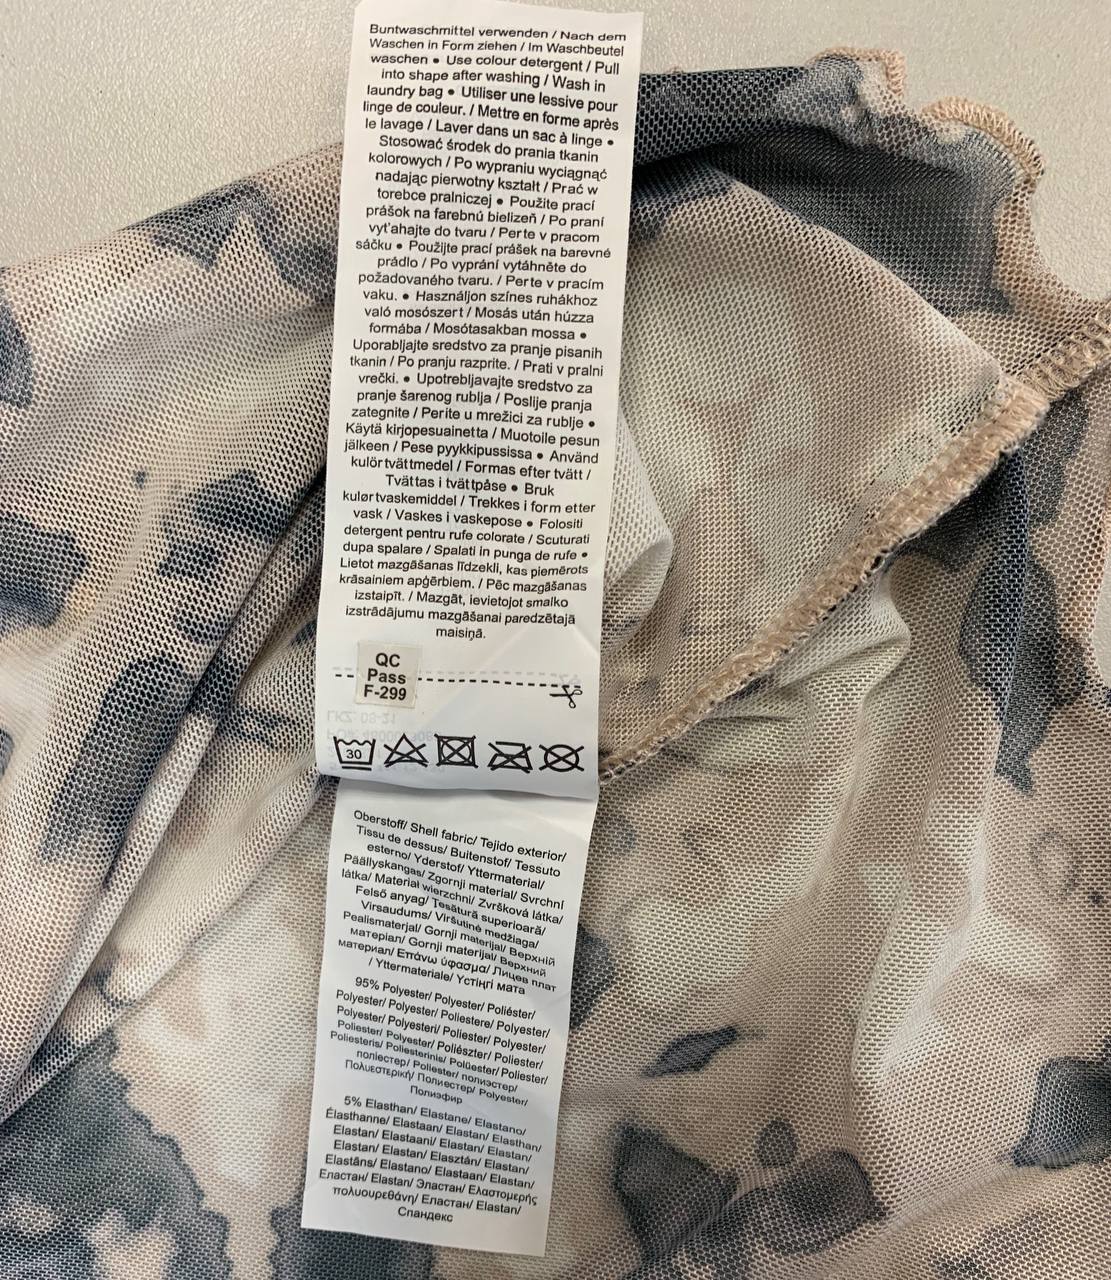 Buntwaschmittel verwenden / Nach dem
Waschen in Form ziehen / Im Waschbeutel
waschen • Use colour detergent / Pull
into shape after washing / Wash in
laundry bag • Utiliser une lessive pour
linge de couleur. / Mettre en forme après
le lavage / Laver dans un sac à linge •
Stosować środek do prania tkanin
kolorowych / Po wypraniu wyciągnąć
nadając pierwotny kształt / Prać w
torebce pralniczej • Použite prací
prášok na farebnú bielizeň / Po praní
vyt'ahajte do tvaru / Perte v pracom
sáčku • Použijte prací prášek na barevné
prádlo / Po vyprání vytáhněte do
požadovaného tvaru. / Perte v pracím
vaku. • Használjon színes ruhákhoz
való mosószert / Mosás után húzza
formába / Mosótasakban mossa •
Uporabljajte sredstvo za pranje pisanih
tkanin / Po pranju razprite. / Prati v pralni
vrečki. • Upotrebljavajte sredstvo za
pranje šarenog rublja / Poslije pranja
zategnite / Perite u mrežici za rublje •
Käytä kirjopesuainetta / Muotoile pesun
jälkeen / Pese pyykkipussissa • Använd
kulörtvättmedel / Formas efter tvätt /
Tvättas i tvättpåse • Bruk
kulørtvaskemiddel / Trekkes i form etter
vask / Vaskes i vaskepose • Folositi
detergent pentru rufe colorate / Scuturati
dupa spalare / Spalati in punga de rufe •
Lietot mazgāšanas līdzekli, kas piemērots
krāsainiem apģērbiem. / Pēc mazgāšanas
izstaipīt. / Mazgāt, ievietojot smalko
izstrādājumu mazgāšanai paredzētajā
maisiņā.
QC
Pass
F-299
30
Oberstoff/ Shell fabric/ Tejido exterior/
Tissu de dessus/ Buitenstof/ Tessuto
esterno/ Yderstof/ Yttermaterial/
Päällyskangas/ Zgornji material/ Svrchní
látka/ Materiał wierzchni/ Zvršková látka/
Felső anyag/ Tesătură superioară/
Virsaudums/ Viršutinė medžiaga/
Pealismaterjal/ Gornji materijal/ Верхній
матеріал/ Gornji materijal/ Верхний
материал/ Επάνω ύφασμα/ Лицев плат
/ Yttermateriale/ Үстіңгі мата
95% Polyester/ Polyester/ Poliéster/
Polyester/ Polyester/ Poliestere/ Polyester/
Polyester/ Polyesteri/ Poliester/ Polyester/
Poliester/ Polyester/ Poliészter/ Poliester/
Poliesteris/ Poliesterinis/ Polüester/ Poliester/
поліестер/ Poliester/ полиэстер/
Πολυεστερική/ Полиестер/ Polyester/
Полиэфир
5% Elasthan/ Elastane/ Elastano/
Élasthanne/ Elastaan/ Elastan/ Elasthan/
Elastan/ Elastaani/ Elastan/ Elastan/
Elastan/ Elastan/ Elasztán/ Elastan/
Elastāns/ Elastano/ Elastaan/ Elastan/
Еластан/ Elastan/ Эластан/ Ελαστομερής
πολυουρεθάνη/ Еластан/ Elastan/
Спандекс